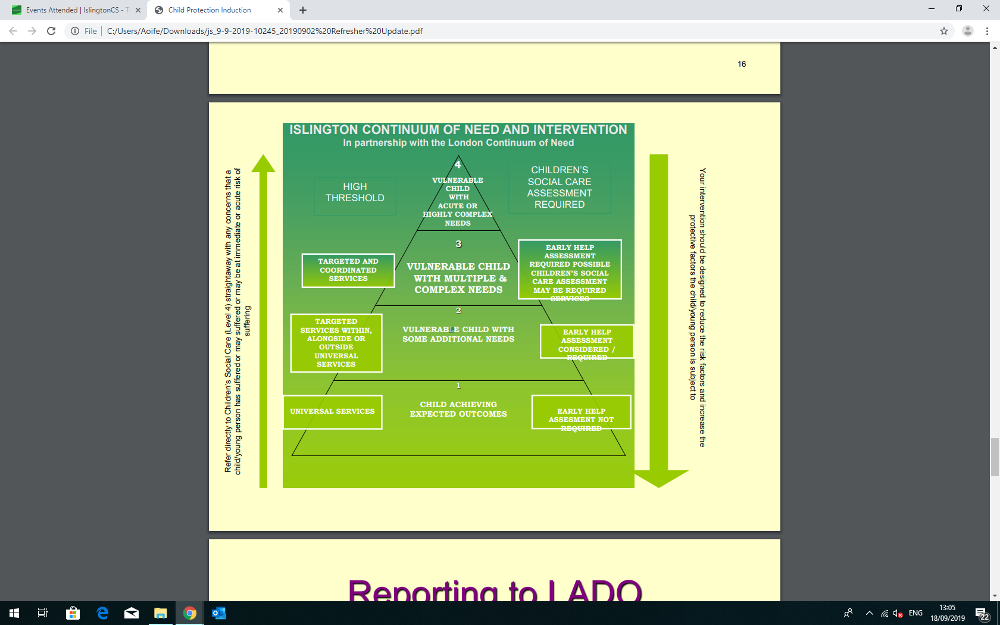 Events Attended | IslingtonCS - Tr
Child Protection Induction
File
C:/Users/Aoife/Downloads/js_9-9-2019-10245_20190902%20Refresher%20Update.pdf
16
ISLINGTON CONTINUUM OF NEED AND INTERVENTION
In partnership with the London Continuum of Need
Refer directly to Children's Social Care (Level 4) straightaway with any concerns that a
child/young person has suffered or may suffered or may be at immediate or acute risk of
suffering
HIGH
THRESHOLD
4
VULNERABLE
CHILD
WITH
ACUTE OR
HIGHLY COMPLEX
NEEDS
CHILDREN'S
SOCIAL CARE
ASSESSMENT
REQUIRED
TARGETED AND
COORDINATED
SERVICES
3
VULNERABLE CHILD
WITH MULTIPLE &
COMPLEX NEEDS
EARLY HELP
ASSESSMENT
REQUIRED POSSIBLE
CHILDREN'S SOCIAL
CARE ASSESSMENT
MAY BE REQUIRED
SERVICES
TARGETED
SERVICES WITHIN,
ALONGSIDE OR
OUTSIDE
UNIVERSAL
SERVICES
2
VULNERABLE CHILD WITH
SOME ADDITIONAL NEEDS
EARLY HELP
ASSESSMENT
CONSIDERED /
REQUIRED
UNIVERSAL SERVICES
1
CHILD ACHIEVING
EXPECTED OUTCOMES
EARLY HELP
ASSESMENT NOT
REQUIRED
Your intervention should be designed to reduce the risk factors and increase the
protective factors the child/young person is subject to
Reporting to LADO
ENG
13:05
18/09/2019
22